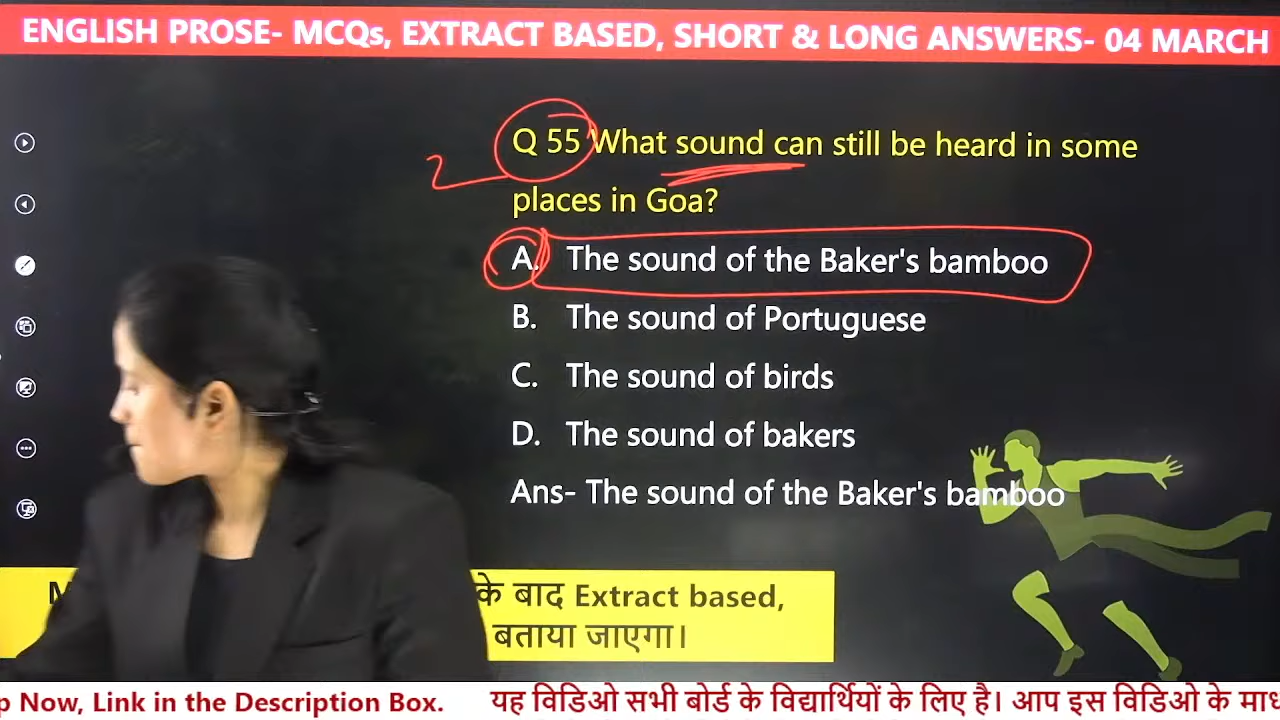 ENGLISH PROSE- MCQs, EXTRACT BASED, SHORT & LONG ANSWERS- 04 MARCH
Q 55 What sound can still be heard in some
places in Goa?
A. The sound of the Baker's bamboo
B. The sound of Portuguese
C. The sound of birds
D. The sound of bakers
Ans- The sound of the Baker's bamboo
के बाद Extract based,
बताया जाएगा।
Now, Link in the Description Box. यह विडिओ सभी बोर्ड के विद्यार्थियों के लिए है। आप इस विडिओ के